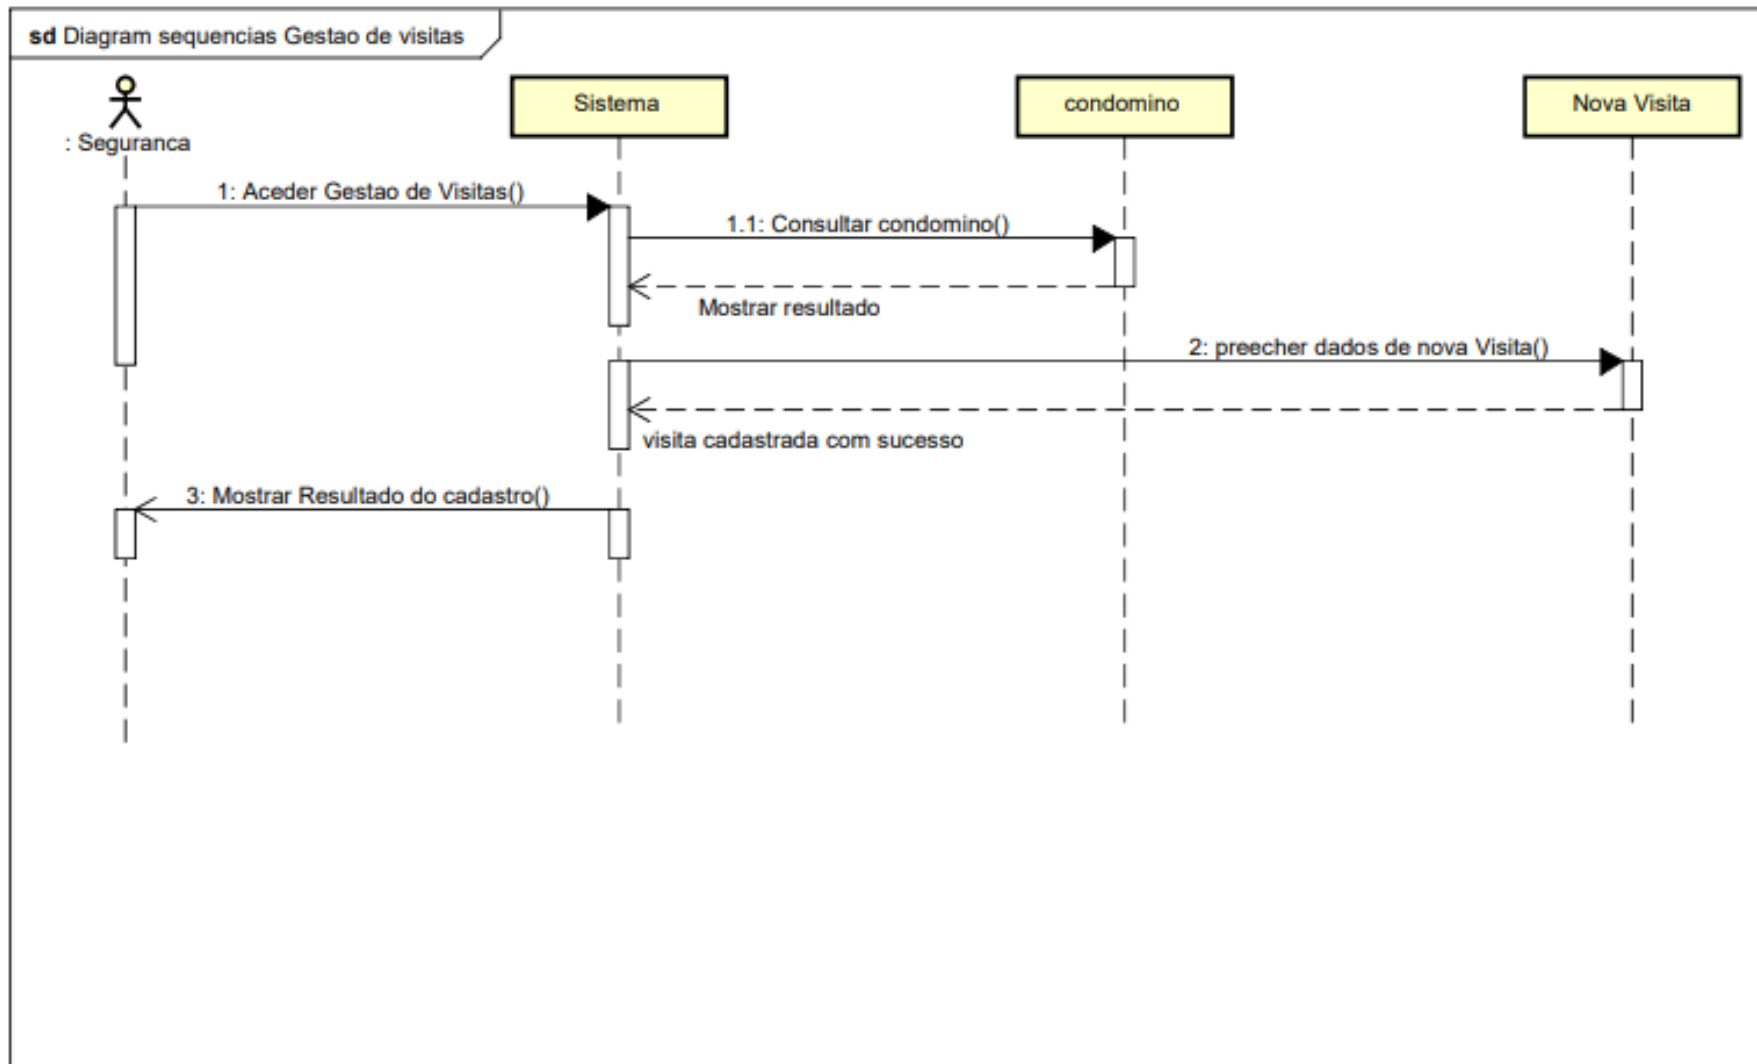 sd Diagram sequencias Gestao de visitas
: Seguranca
Sistema
condomino
Nova Visita
1: Aceder Gestao de Visitas()
1.1: Consultar condomino()
Mostrar resultado
2: preecher dados de nova Visita()
visita cadastrada com sucesso
3: Mostrar Resultado do cadastro()